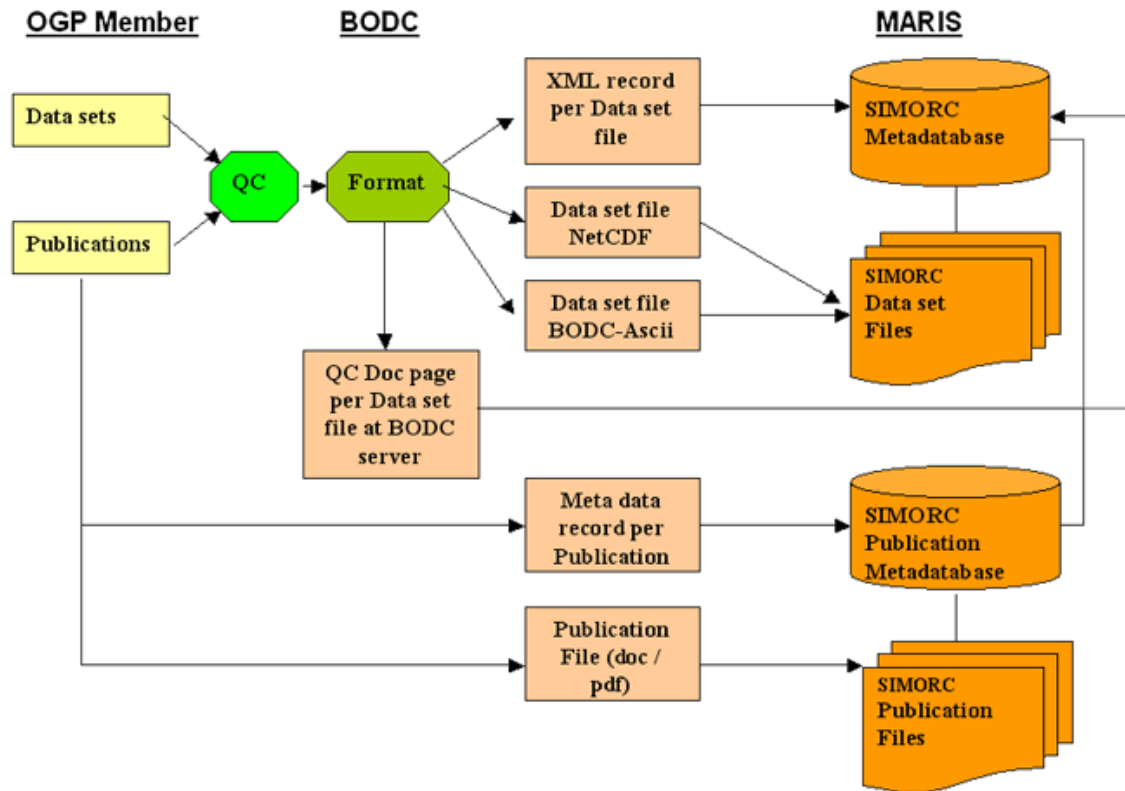 OGP Member
BODC
MARIS
Data sets
Publications
QC
Format
XML record
per Data set
file
Data set file
NetCDF
Data set file
BODC-Ascii
QC Doc page
per Data set
file at BODC
server
Meta data
record per
Publication
Publication
File (doc /
pdf)
SIMORC
Metadatabase
SIMORC
Data set
Files
SIMORC
Publication
Metadatabase
SIMORC
Publication
Files